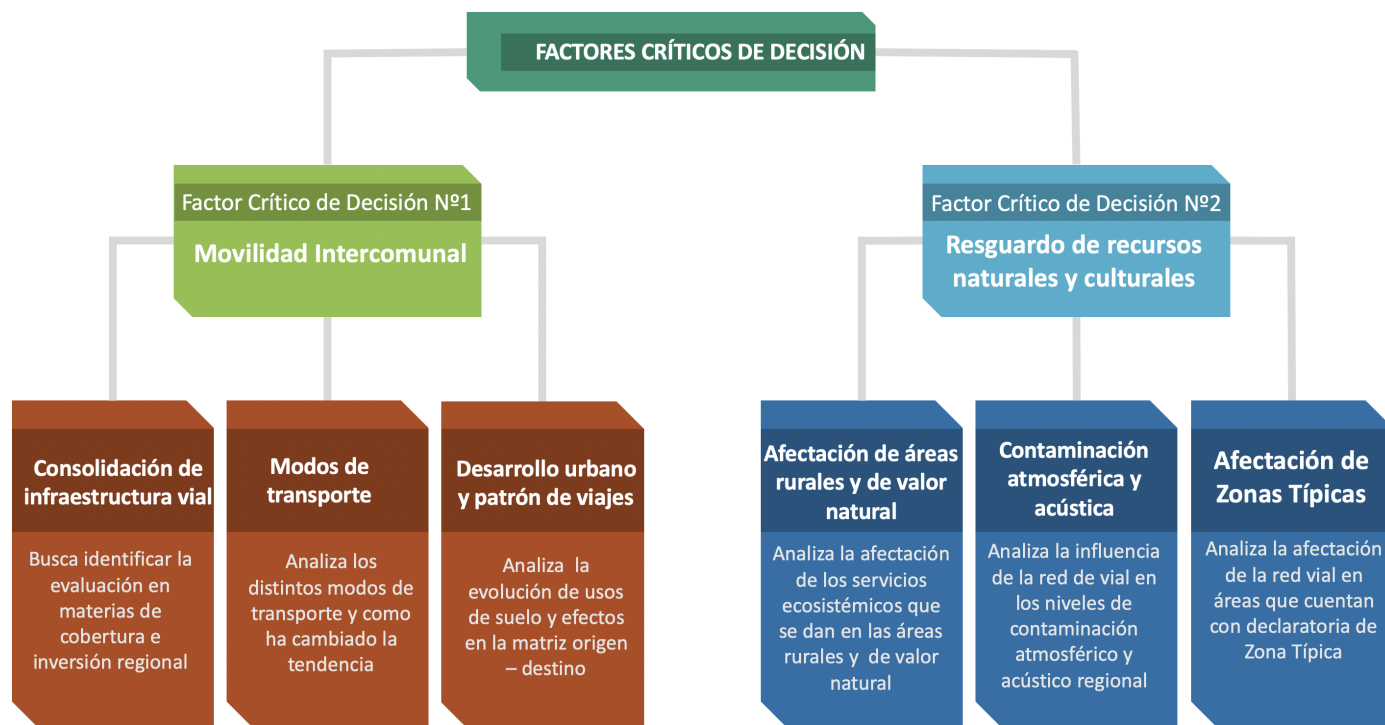 FACTORES CRÍTICOS DE DECISIÓN
Factor Crítico de Decisión Nº1
Movilidad Intercomunal
Factor Crítico de Decisión Nº2
Resguardo de recursos
naturales y culturales
Consolidación de
infraestructura vial
Busca identificar la
evaluación en
materias de
cobertura e
inversión regional
Modos de
transporte
Analiza los
distintos modos de
transporte y como
ha cambiado la
tendencia
Desarrollo urbano
y patrón de viajes
Analiza la
evolución de usos
de suelo y efectos
en la matriz origen
– destino
Afectación de áreas
rurales y de valor
natural
Analiza la afectación
de los servicios
ecosistémicos que
se dan en las áreas
rurales y de valor
natural
Contaminación
atmosférica y
acústica
Analiza la influencia
de la red de vial en
los niveles de
contaminación
atmosférico y
acústico regional
Afectación de
Zonas Típicas
Analiza la afectación
de la red vial en
áreas que cuentan
con declaratoria de
Zona Típica